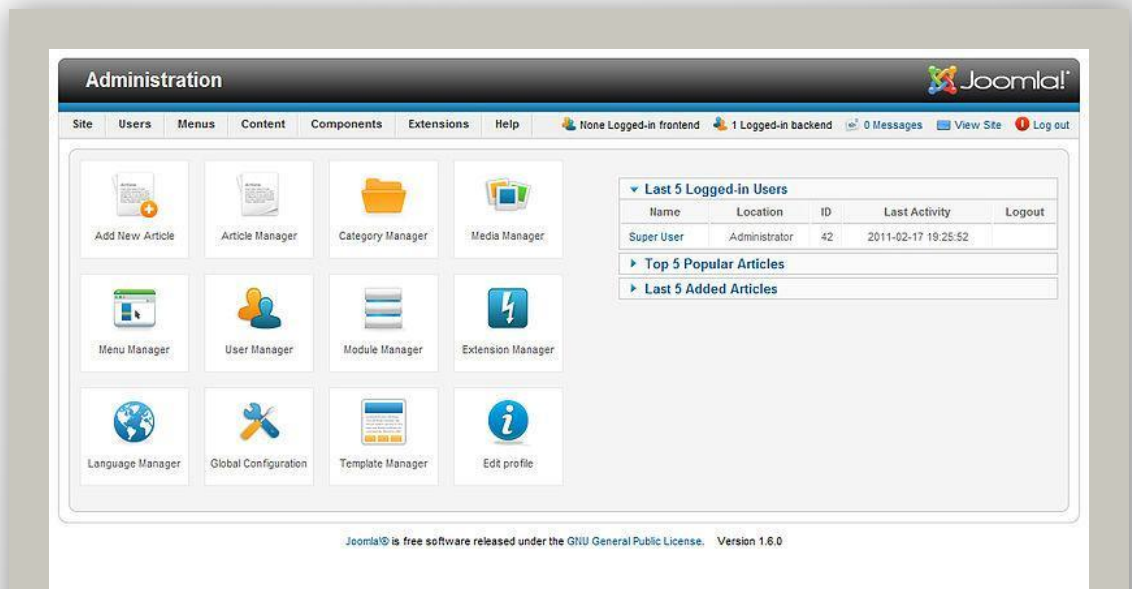 Administration
Joomla!
Site Users Menus Content Components Extensions Help None Logged-in frontend 1 Logged-in backend 0 Messages View Site Log out
Add New Article Article Manager Category Manager Media Manager
Last 5 Logged-in Users
Name Location ID Last Activity Logout
Super User Administrator 42 2011-02-17 19:25:52
Top 5 Popular Articles
Last 5 Added Articles
Menu Manager User Manager Module Manager Extension Manager
Language Manager Global Configuration Template Manager Edit profile
Joomla!® is free software released under the GNU General Public License. Version 1.6.0